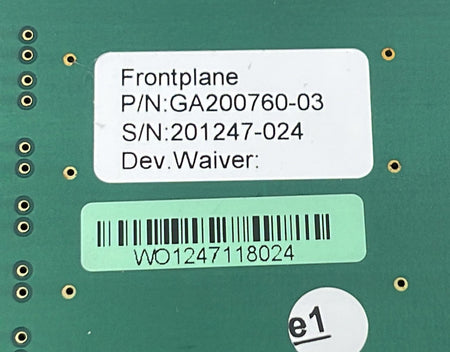 Frontplane
P/N:GA200760-03
S/N:201247-024
Dev.Waiver:
WO1247118024
e1